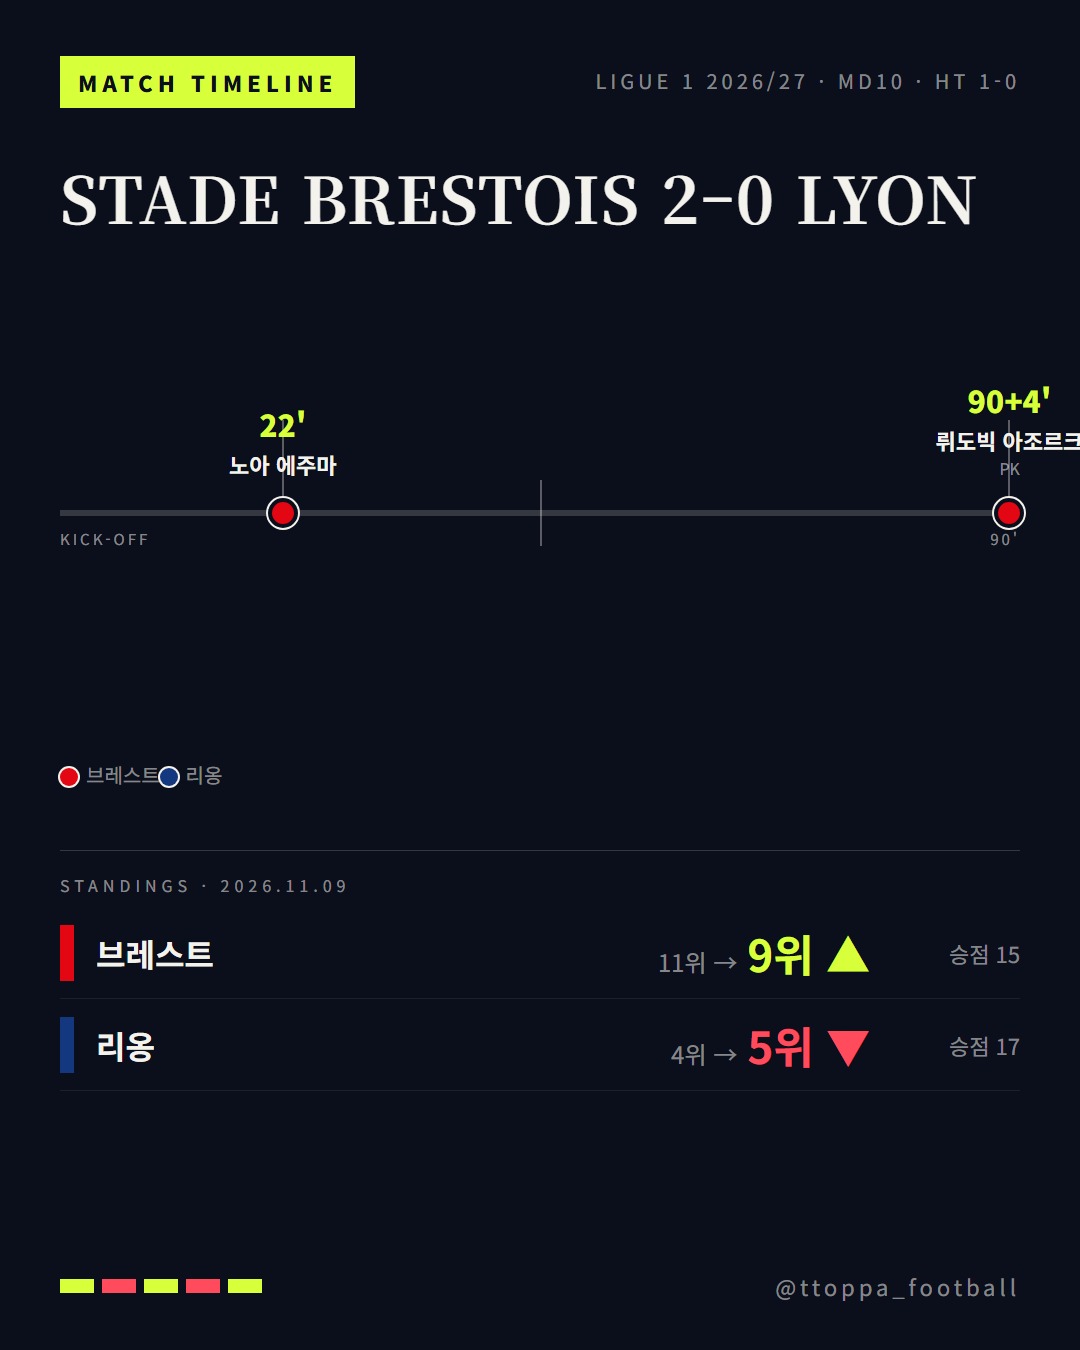 MATCH TIMELINE
LIGUE 1 2026/27 · MD10 · HT 1-0
STADE BRESTOIS 2–0 LYON
22'
노아 에주마
90+4'
뤼도빅 아조르크
PK
KICK-OFF
90'
브레스트
리옹
STANDINGS · 2026.11.09
브레스트
11위 → 9위 ▲
승점 15
리옹
4위 → 5위 ▼
승점 17
@ttoppa_football